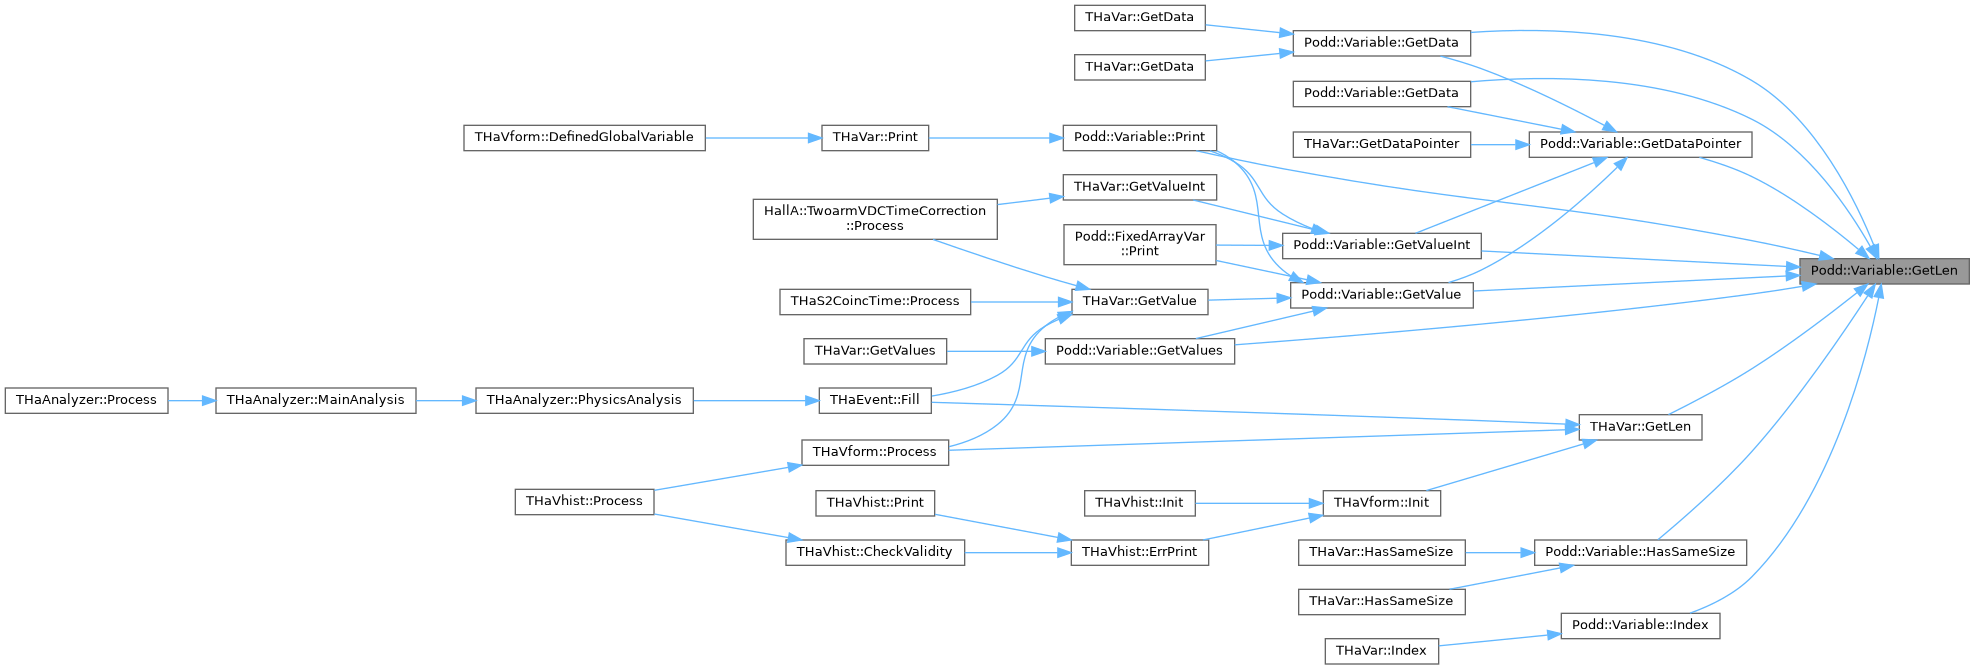 THaVar::GetData
Podd::Variable::GetData
THaVar::GetData
Podd::Variable::GetData
THaVform::DefinedGlobalVariable
THaVar::Print
Podd::Variable::Print
THaVar::GetDataPointer
Podd::Variable::GetDataPointer
THaVar::GetValueInt
HallA::TwoarmVDCTimeCorrection
::Process
Podd::FixedArrayVar
::Print
Podd::Variable::GetValueInt
Podd::Variable::GetLen
THaS2CoincTime::Process
THaVar::GetValue
Podd::Variable::GetValue
THaVar::GetValues
Podd::Variable::GetValues
THaAnalyzer::Process
THaAnalyzer::MainAnalysis
THaAnalyzer::PhysicsAnalysis
THaEvent::Fill
THaVar::GetLen
THaVform::Process
THaVhist::Process
THaVhist::Print
THaVhist::Init
THaVform::Init
THaVhist::CheckValidity
THaVhist::ErrPrint
THaVar::HasSameSize
Podd::Variable::HasSameSize
THaVar::HasSameSize
Podd::Variable::Index
THaVar::Index